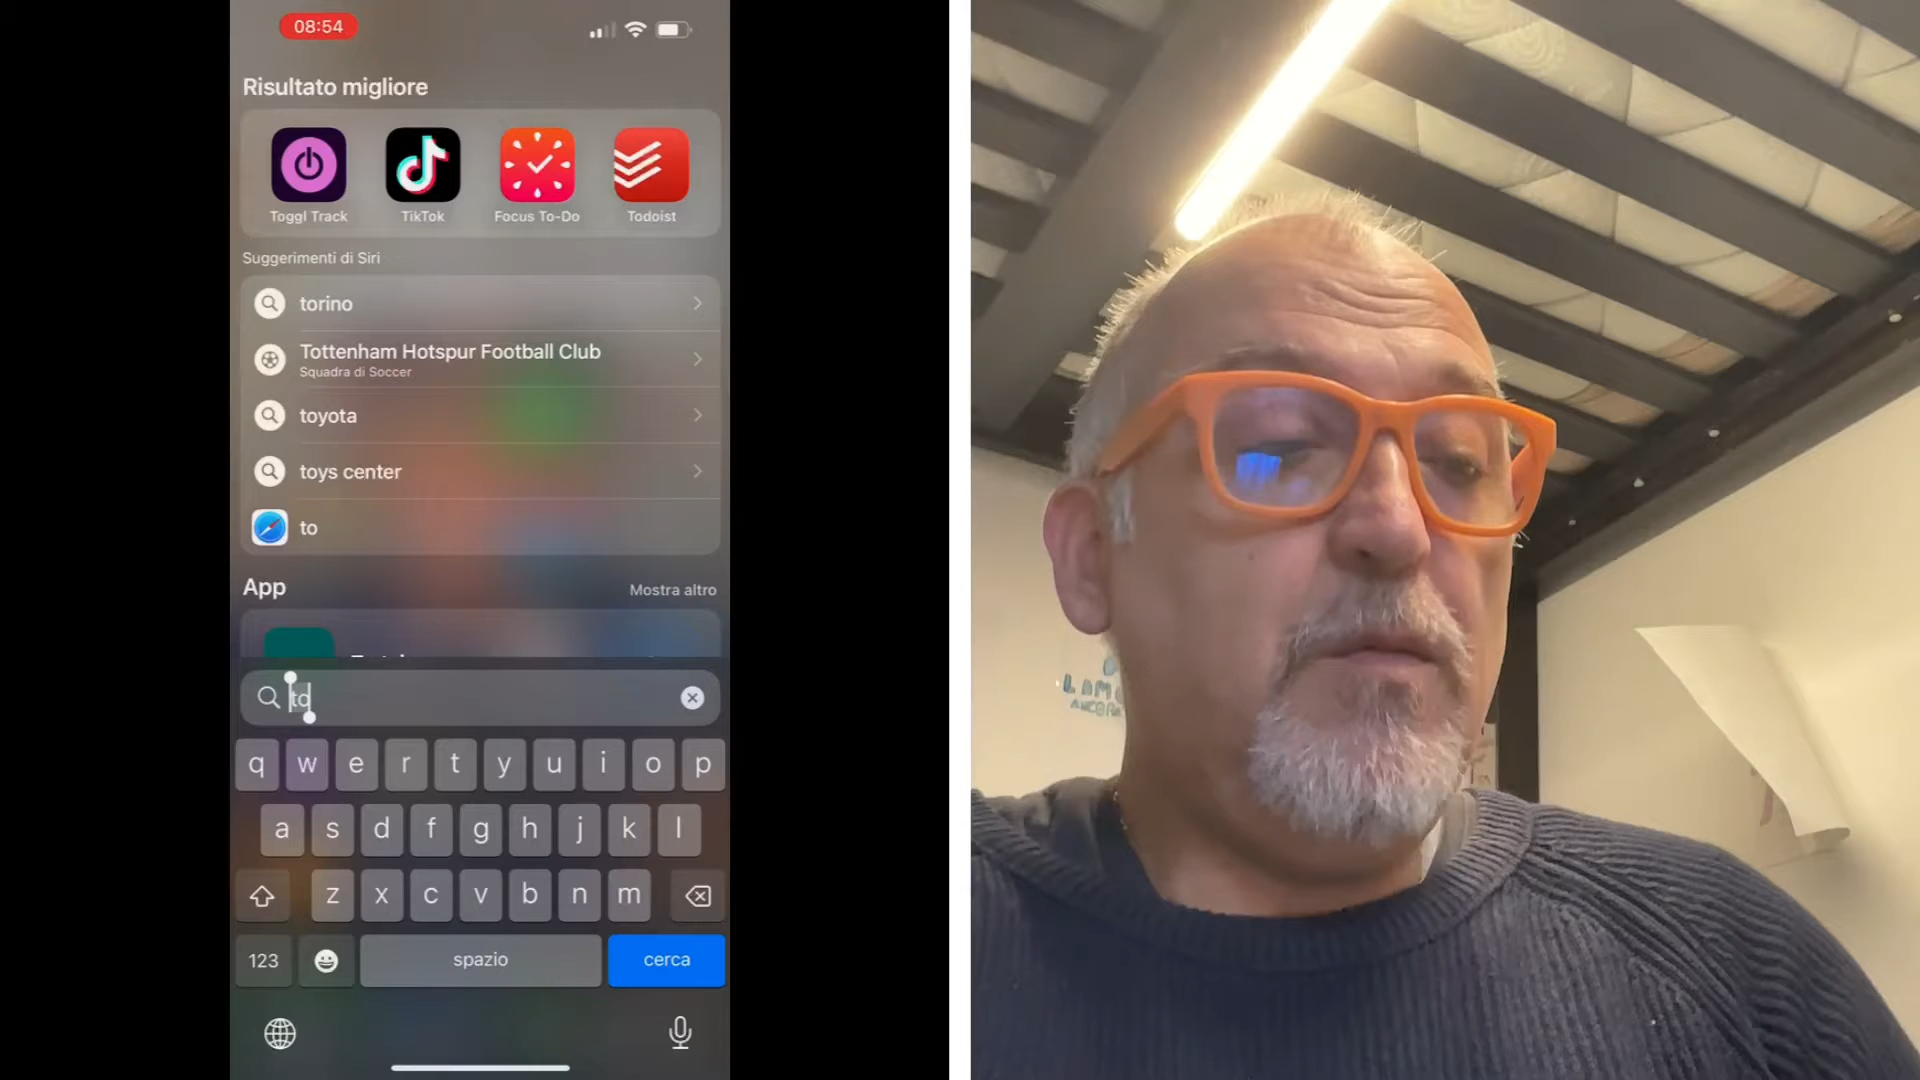 08:54
Risultato migliore
Toggl Track
TikTok
Focus To-Do
Todoist
Suggerimenti di Siri
torino
Tottenham Hotspur Football Club
Squadra di Soccer
toyota
toys center
to
App
Mostra altro
to
q w e r t y u i o p
a s d f g h j k l
z x c v b n m
123
spazio
cerca